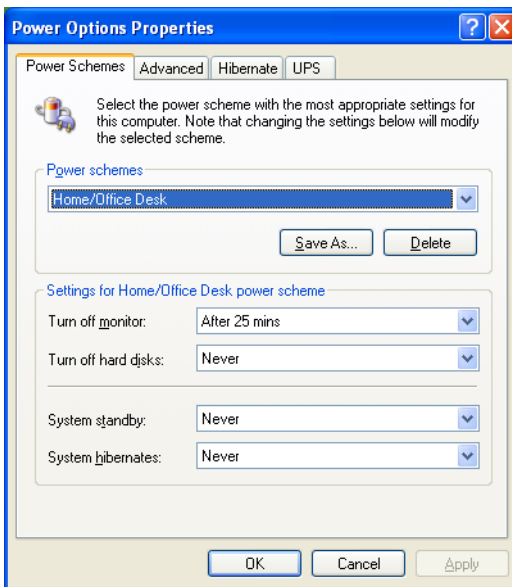 Power Options Properties
Power Schemes Advanced Hibernate UPS
Select the power scheme with the most appropriate settings for
this computer. Note that changing the settings below will modify
the selected scheme.
Power schemes
Home/Office Desk
Save As... Delete
Settings for Home/Office Desk power scheme
Turn off monitor: After 25 mins
Turn off hard disks: Never
System standby: Never
System hibernates: Never
OK Cancel Apply